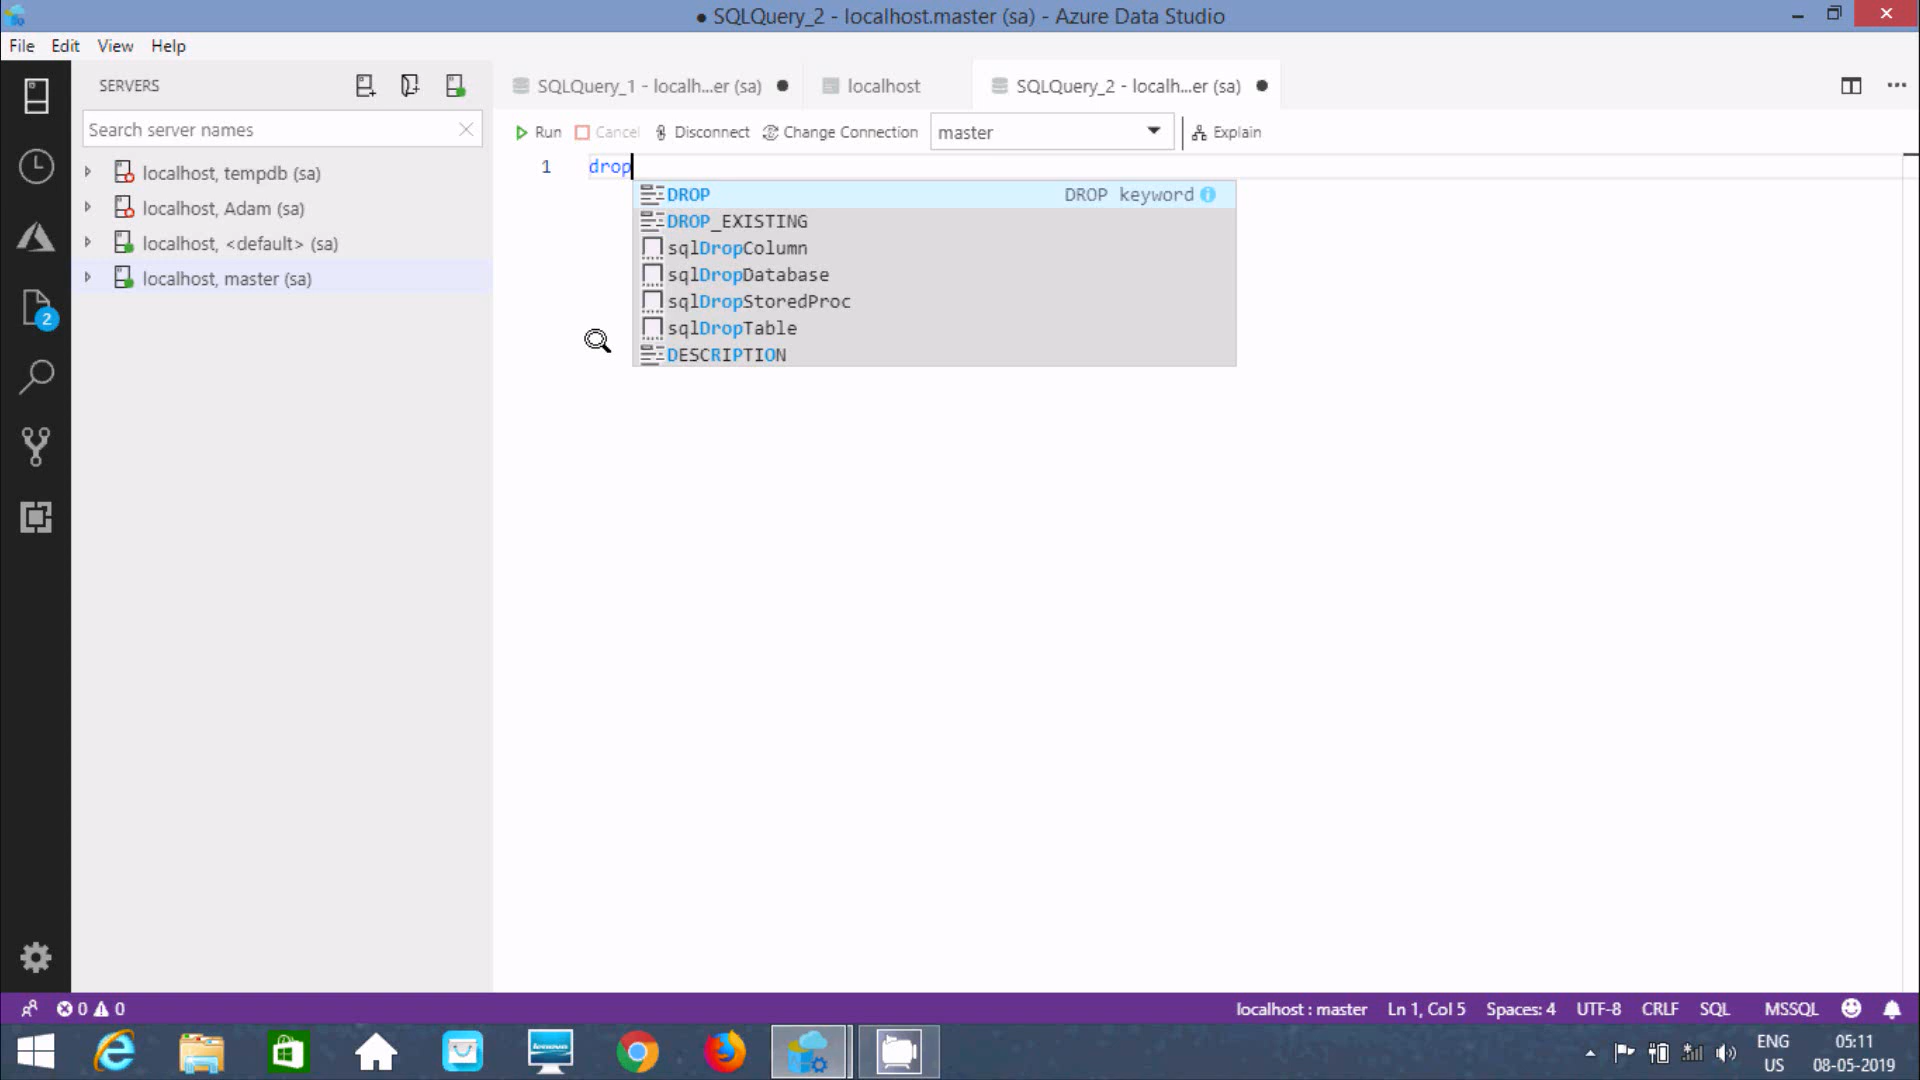 ● SQLQuery_2 - localhost.master (sa) - Azure Data Studio
File Edit View Help
SERVERS
SQLQuery_1 - localh...er (sa) ●
localhost
SQLQuery_2 - localh...er (sa) ●
Search server names
Run Cancel Disconnect Change Connection master Explain
localhost, tempdb (sa)
localhost, Adam (sa)
localhost, <default> (sa)
localhost, master (sa)
2
1 drop
DROP DROP keyword
DROP_EXISTING
sqlDropColumn
sqlDropDatabase
sqlDropStoredProc
sqlDropTable
DESCRIPTION
0 0 localhost : master Ln 1, Col 5 Spaces: 4 UTF-8 CRLF SQL MSSQL
ENG 05:11
US 08-05-2019